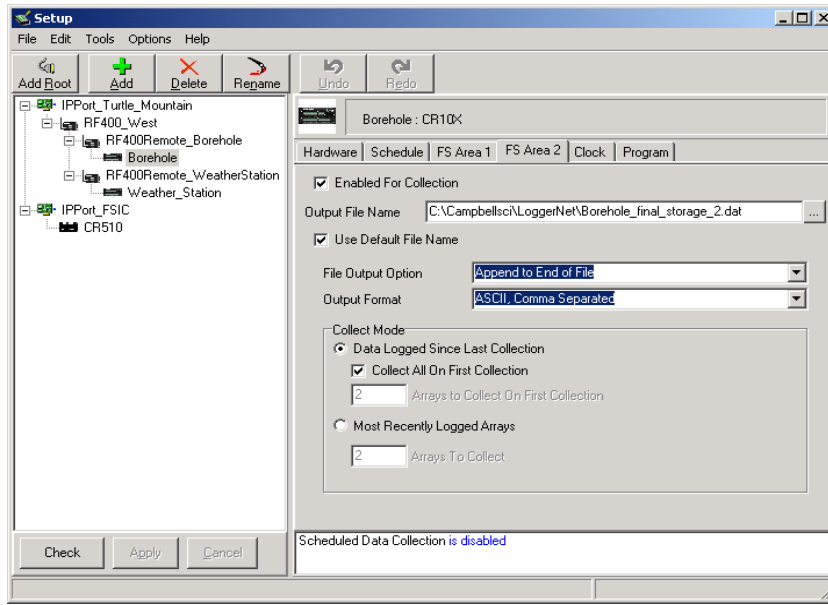 Setup
File Edit Tools Options Help
Add Root Add Delete Rename Undo Redo
IPPort_Turtle_Mountain
RF400_West
RF400Remote_Borehole
Borehole
RF400Remote_WeatherStation
Weather_Station
IPPort_FSIC
CR510
Borehole : CR10X
Hardware Schedule FS Area 1 FS Area 2 Clock Program
Enabled For Collection
Output File Name C:\Campbellsci\LoggerNet\Borehole_final_storage_2.dat ...
Use Default File Name
File Output Option Append to End of File
Output Format ASCII, Comma Separated
Collect Mode
Data Logged Since Last Collection
Collect All On First Collection
2 Arrays to Collect On First Collection
Most Recently Logged Arrays
2 Arrays To Collect
Check Apply Cancel
Scheduled Data Collection is disabled